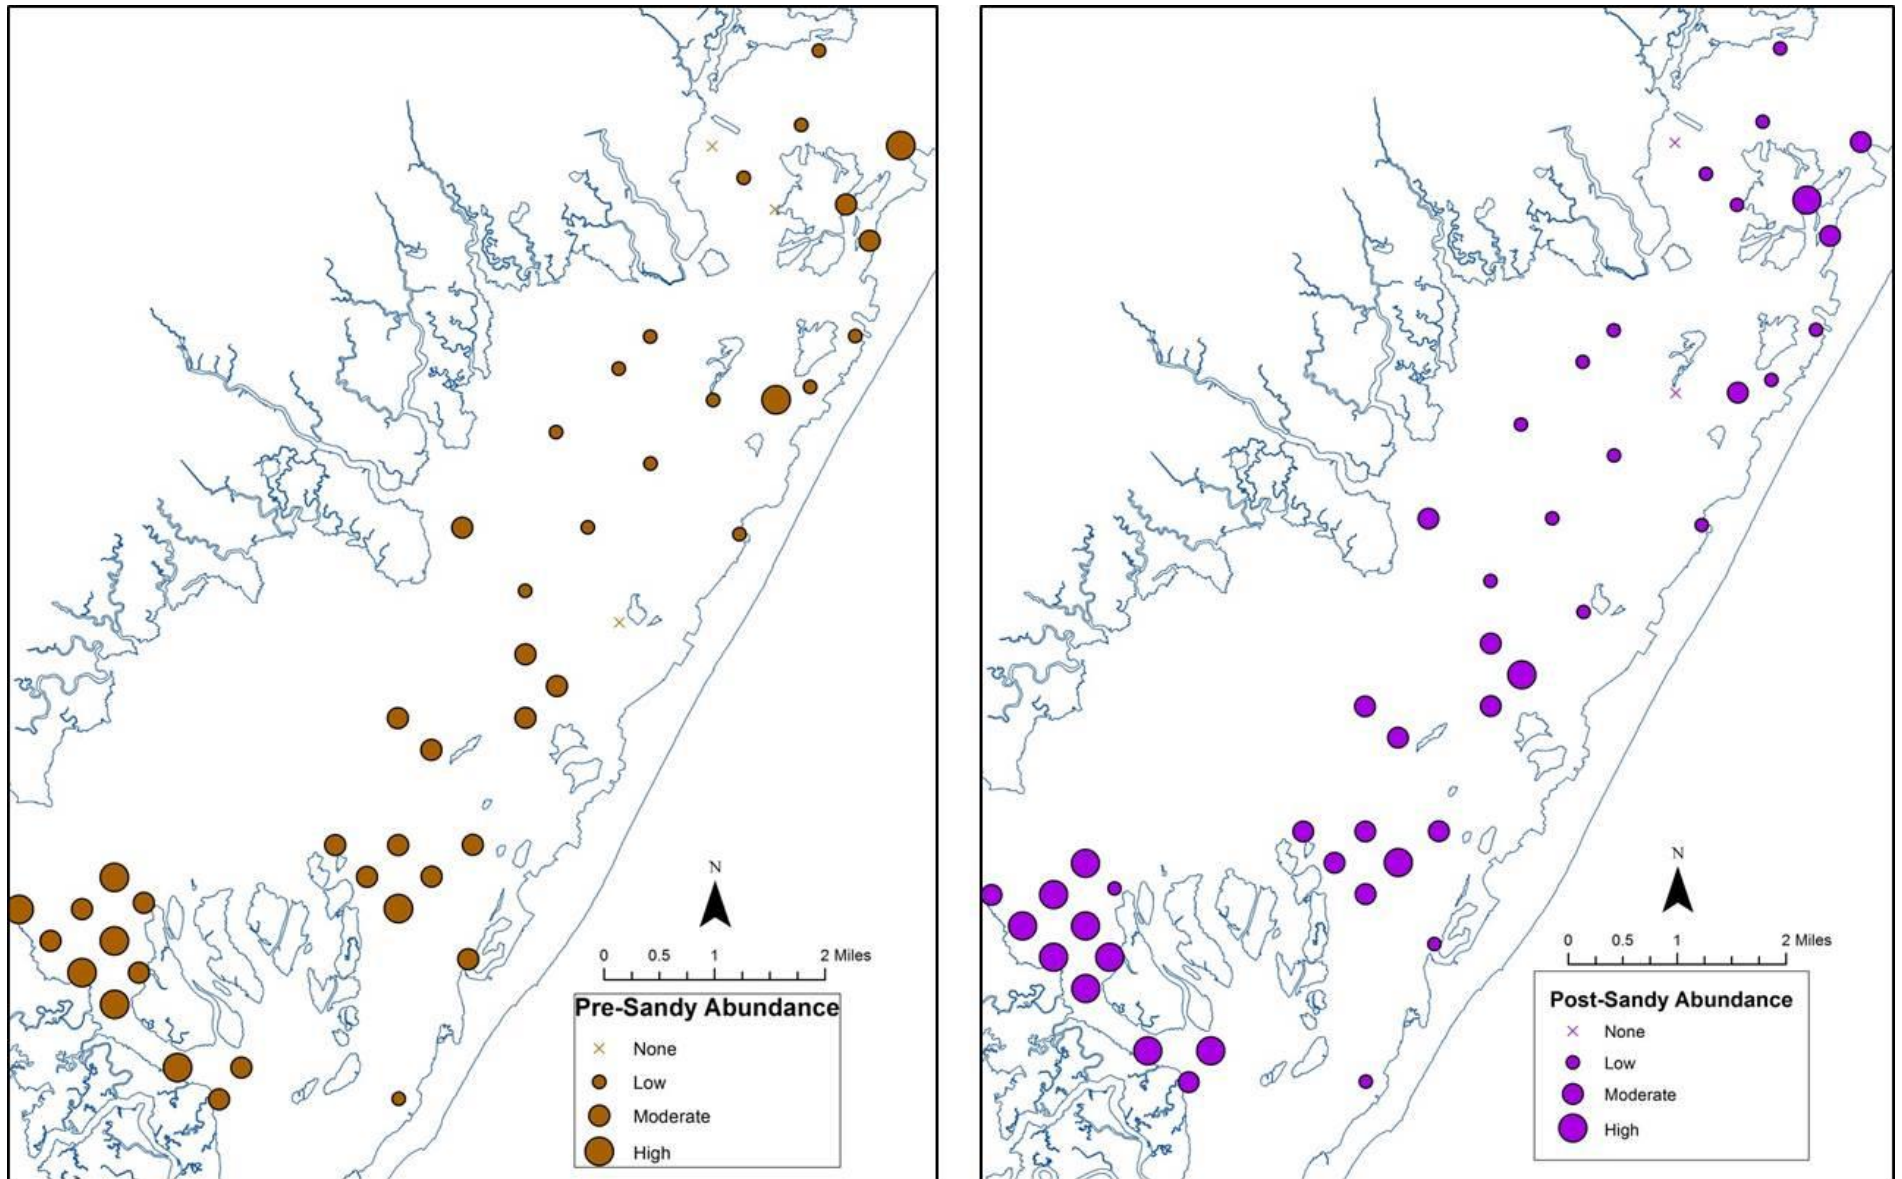 N
0 0.5 1 2 Miles
Pre-Sandy Abundance
None
Low
Moderate
High
N
0 0.5 1 2 Miles
Post-Sandy Abundance
None
Low
Moderate
High